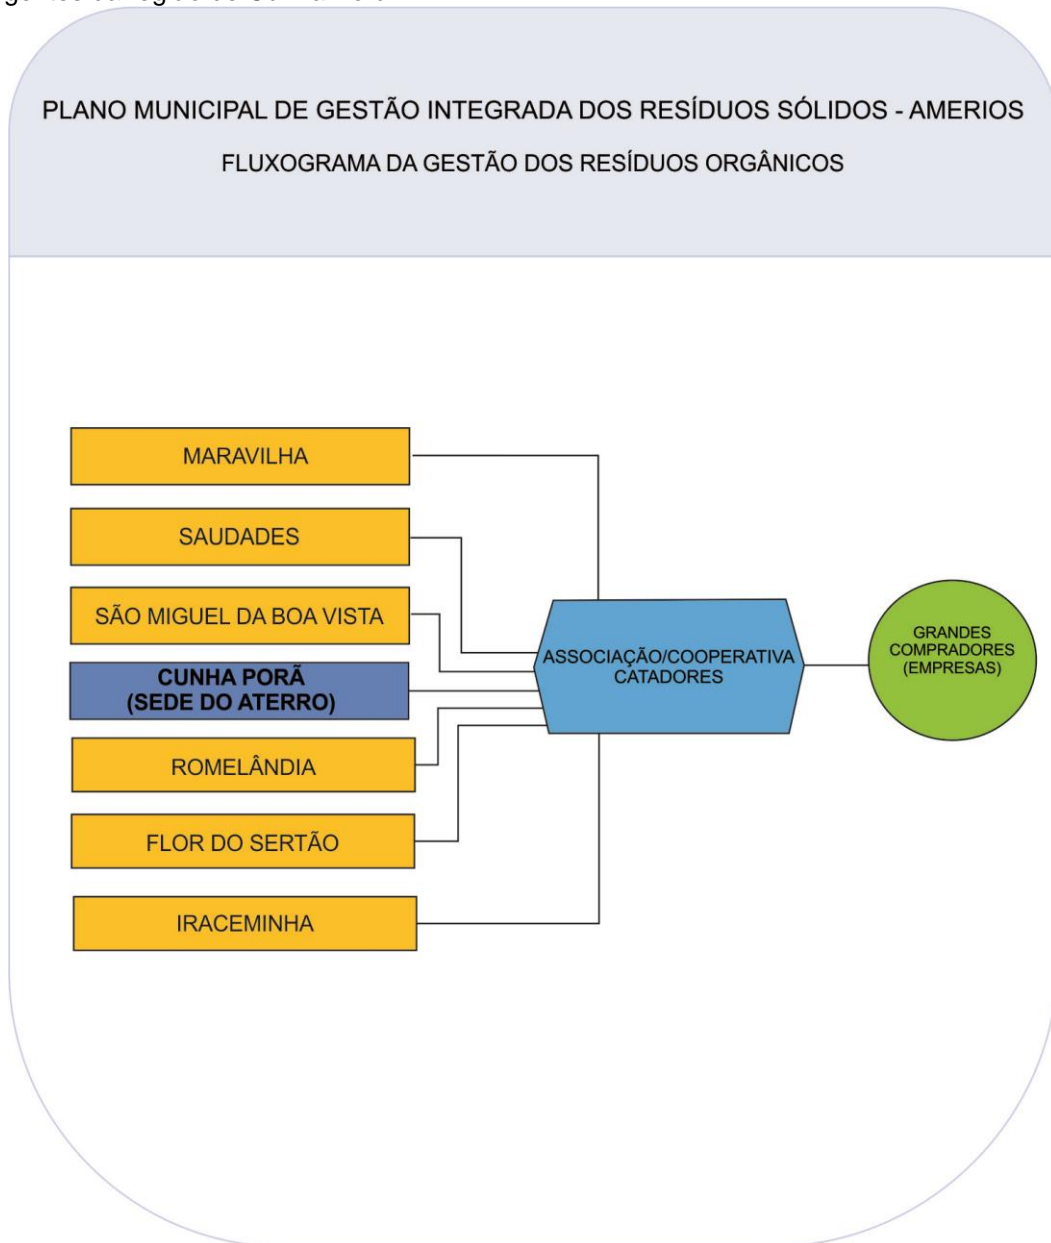 PLANO MUNICIPAL DE GESTÃO INTEGRADA DOS RESÍDUOS SÓLIDOS - AMERIOS
FLUXOGRAMA DA GESTÃO DOS RESÍDUOS ORGÂNICOS
MARAVILHA
SAUDADES
SÃO MIGUEL DA BOA VISTA
CUNHA PORÃ
(SEDE DO ATERRO)
ROMELÂNDIA
FLOR DO SERTÃO
IRACEMINHA
ASSOCIAÇÃO/COOPERATIVA
CATADORES
GRANDES
COMPRADORES
(EMPRESAS)